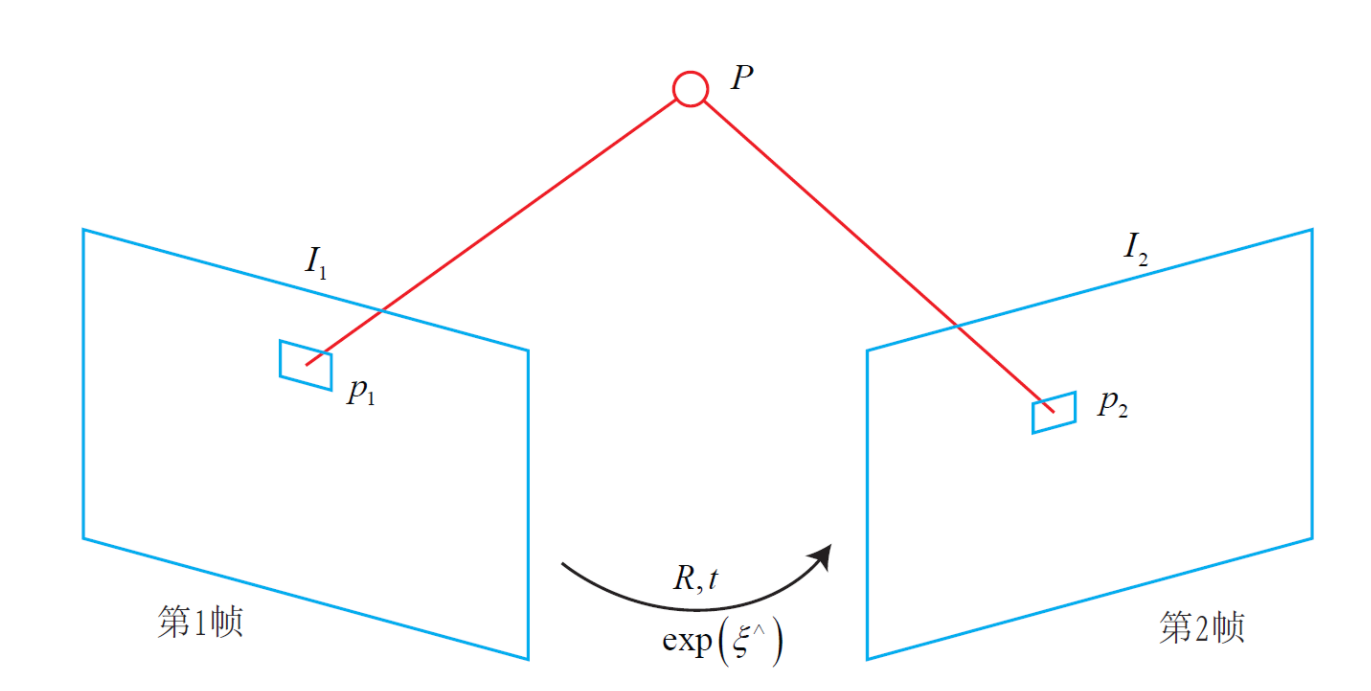 P
I₁
I₂
p₁
p₂
R, t
exp(ξ^)
第1帧
第2帧